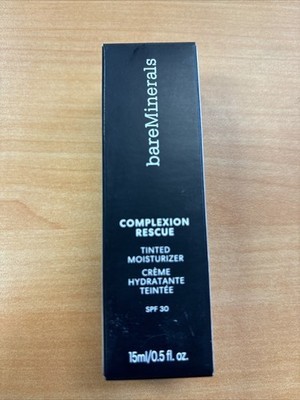 bareMinerals
COMPLEXION
RESCUE
TINTED
MOISTURIZER
CRÈME
HYDRATANTE
TEINTÉE
SPF 30
15ml/0.5 fl. oz.